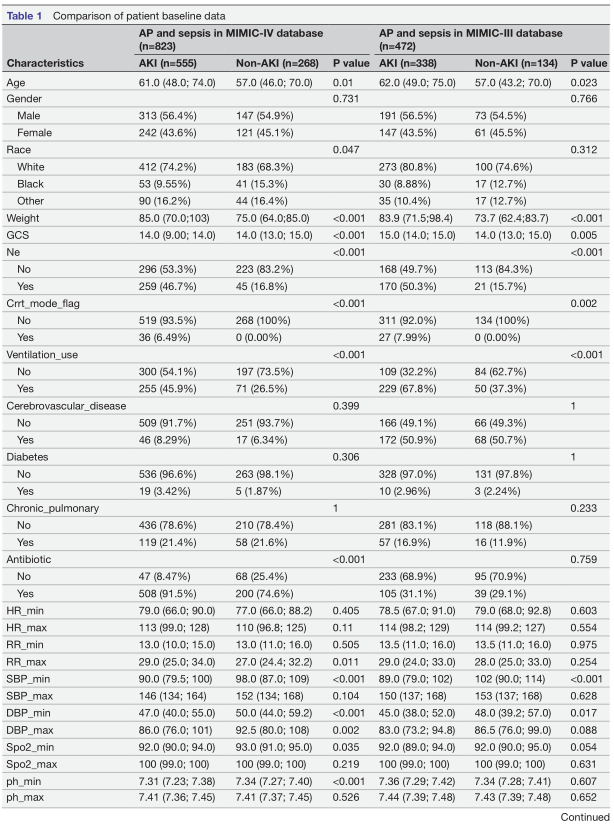 Table 1 Comparison of patient baseline data
AP and sepsis in MIMIC-IV database (n=823) AP and sepsis in MIMIC-III database (n=472)
Characteristics AKI (n=555) Non-AKI (n=268) P value AKI (n=338) Non-AKI (n=134) P value
Age 61.0 (48.0; 74.0) 57.0 (46.0; 70.0) 0.01 62.0 (49.0; 75.0) 57.0 (43.2; 70.0) 0.023
Gender 0.731 0.766
Male 313 (56.4%) 147 (54.9%) 191 (56.5%) 73 (54.5%)
Female 242 (43.6%) 121 (45.1%) 147 (43.5%) 61 (45.5%)
Race 0.047 0.312
White 412 (74.2%) 183 (68.3%) 273 (80.8%) 100 (74.6%)
Black 53 (9.55%) 41 (15.3%) 30 (8.88%) 17 (12.7%)
Other 90 (16.2%) 44 (16.4%) 35 (10.4%) 17 (12.7%)
Weight 85.0 (70.0;103) 75.0 (64.0;85.0) <0.001 83.9 (71.5;98.4) 73.7 (62.4;83.7) <0.001
GCS 14.0 (9.00; 14.0) 14.0 (13.0; 15.0) <0.001 15.0 (14.0; 15.0) 14.0 (13.0; 15.0) 0.005
Ne <0.001 <0.001
No 296 (53.3%) 223 (83.2%) 168 (49.7%) 113 (84.3%)
Yes 259 (46.7%) 45 (16.8%) 170 (50.3%) 21 (15.7%)
Crrt_mode_flag <0.001 0.002
No 519 (93.5%) 268 (100%) 311 (92.0%) 134 (100%)
Yes 36 (6.49%) 0 (0.00%) 27 (7.99%) 0 (0.00%)
Ventilation_use <0.001 <0.001
No 300 (54.1%) 197 (73.5%) 109 (32.2%) 84 (62.7%)
Yes 255 (45.9%) 71 (26.5%) 229 (67.8%) 50 (37.3%)
Cerebrovascular_disease 0.399 1
No 509 (91.7%) 251 (93.7%) 166 (49.1%) 66 (49.3%)
Yes 46 (8.29%) 17 (6.34%) 172 (50.9%) 68 (50.7%)
Diabetes 0.306 1
No 536 (96.6%) 263 (98.1%) 328 (97.0%) 131 (97.8%)
Yes 19 (3.42%) 5 (1.87%) 10 (2.96%) 3 (2.24%)
Chronic_pulmonary 1 0.233
No 436 (78.6%) 210 (78.4%) 281 (83.1%) 118 (88.1%)
Yes 119 (21.4%) 58 (21.6%) 57 (16.9%) 16 (11.9%)
Antibiotic <0.001 0.759
No 47 (8.47%) 68 (25.4%) 233 (68.9%) 95 (70.9%)
Yes 508 (91.5%) 200 (74.6%) 105 (31.1%) 39 (29.1%)
HR_min 79.0 (66.0; 90.0) 77.0 (66.0; 88.2) 0.405 78.5 (67.0; 91.0) 79.0 (68.0; 92.8) 0.603
HR_max 113 (99.0; 128) 110 (96.8; 125) 0.11 114 (98.2; 129) 114 (99.2; 127) 0.554
RR_min 13.0 (10.0; 15.0) 13.0 (11.0; 16.0) 0.505 13.5 (11.0; 16.0) 13.5 (11.0; 16.0) 0.975
RR_max 29.0 (25.0; 34.0) 27.0 (24.4; 32.2) 0.011 29.0 (24.0; 33.0) 28.0 (25.0; 33.0) 0.254
SBP_min 90.0 (79.5; 100) 98.0 (87.0; 109) <0.001 89.0 (79.0; 102) 102 (90.0; 114) <0.001
SBP_max 146 (134; 164) 152 (134; 168) 0.104 150 (137; 168) 153 (137; 168) 0.628
DBP_min 47.0 (40.0; 55.0) 50.0 (44.0; 59.2) <0.001 45.0 (38.0; 52.0) 48.0 (39.2; 57.0) 0.017
DBP_max 86.0 (76.0; 101) 92.5 (80.0; 108) 0.002 83.0 (73.2; 94.8) 86.5 (76.0; 99.0) 0.088
Spo2_min 92.0 (90.0; 94.0) 93.0 (91.0; 95.0) 0.035 92.0 (89.0; 94.0) 92.0 (90.0; 95.0) 0.054
Spo2_max 100 (99.0; 100) 100 (99.0; 100) 0.219 100 (99.0; 100) 100 (99.0; 100) 0.631
ph_min 7.31 (7.23; 7.38) 7.34 (7.27; 7.40) <0.001 7.36 (7.29; 7.42) 7.34 (7.28; 7.41) 0.607
ph_max 7.41 (7.36; 7.45) 7.41 (7.37; 7.45) 0.526 7.44 (7.39; 7.48) 7.43 (7.39; 7.48) 0.652
Continued